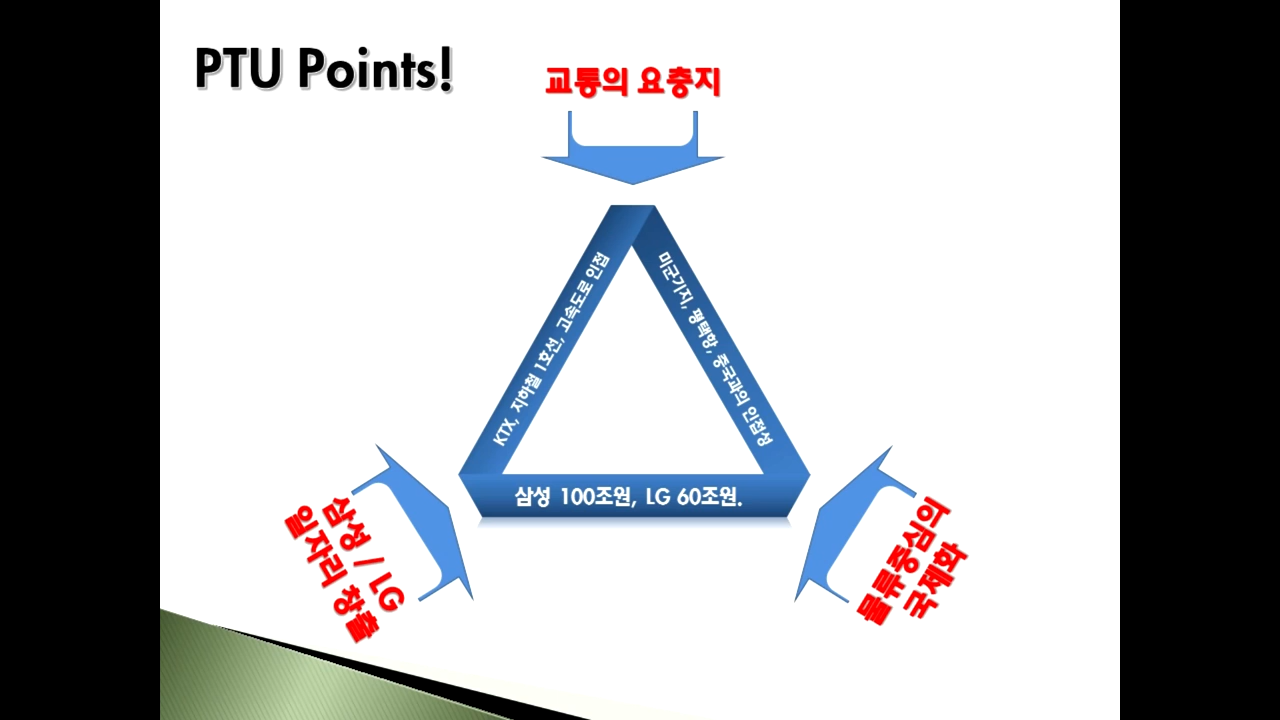 PTU Points!
교통의 요충지
KTX, 지하철 1호선, 고속도로 인접
미군기지, 평택항, 중국과의 인접성
삼성 100조원, LG 60조원.
삼성 / LG
일자리 창출
물류중심의
국제화